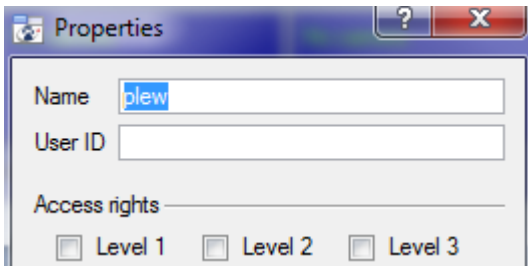 Properties ? X
Name plew
User ID
Access rights
Level 1 Level 2 Level 3